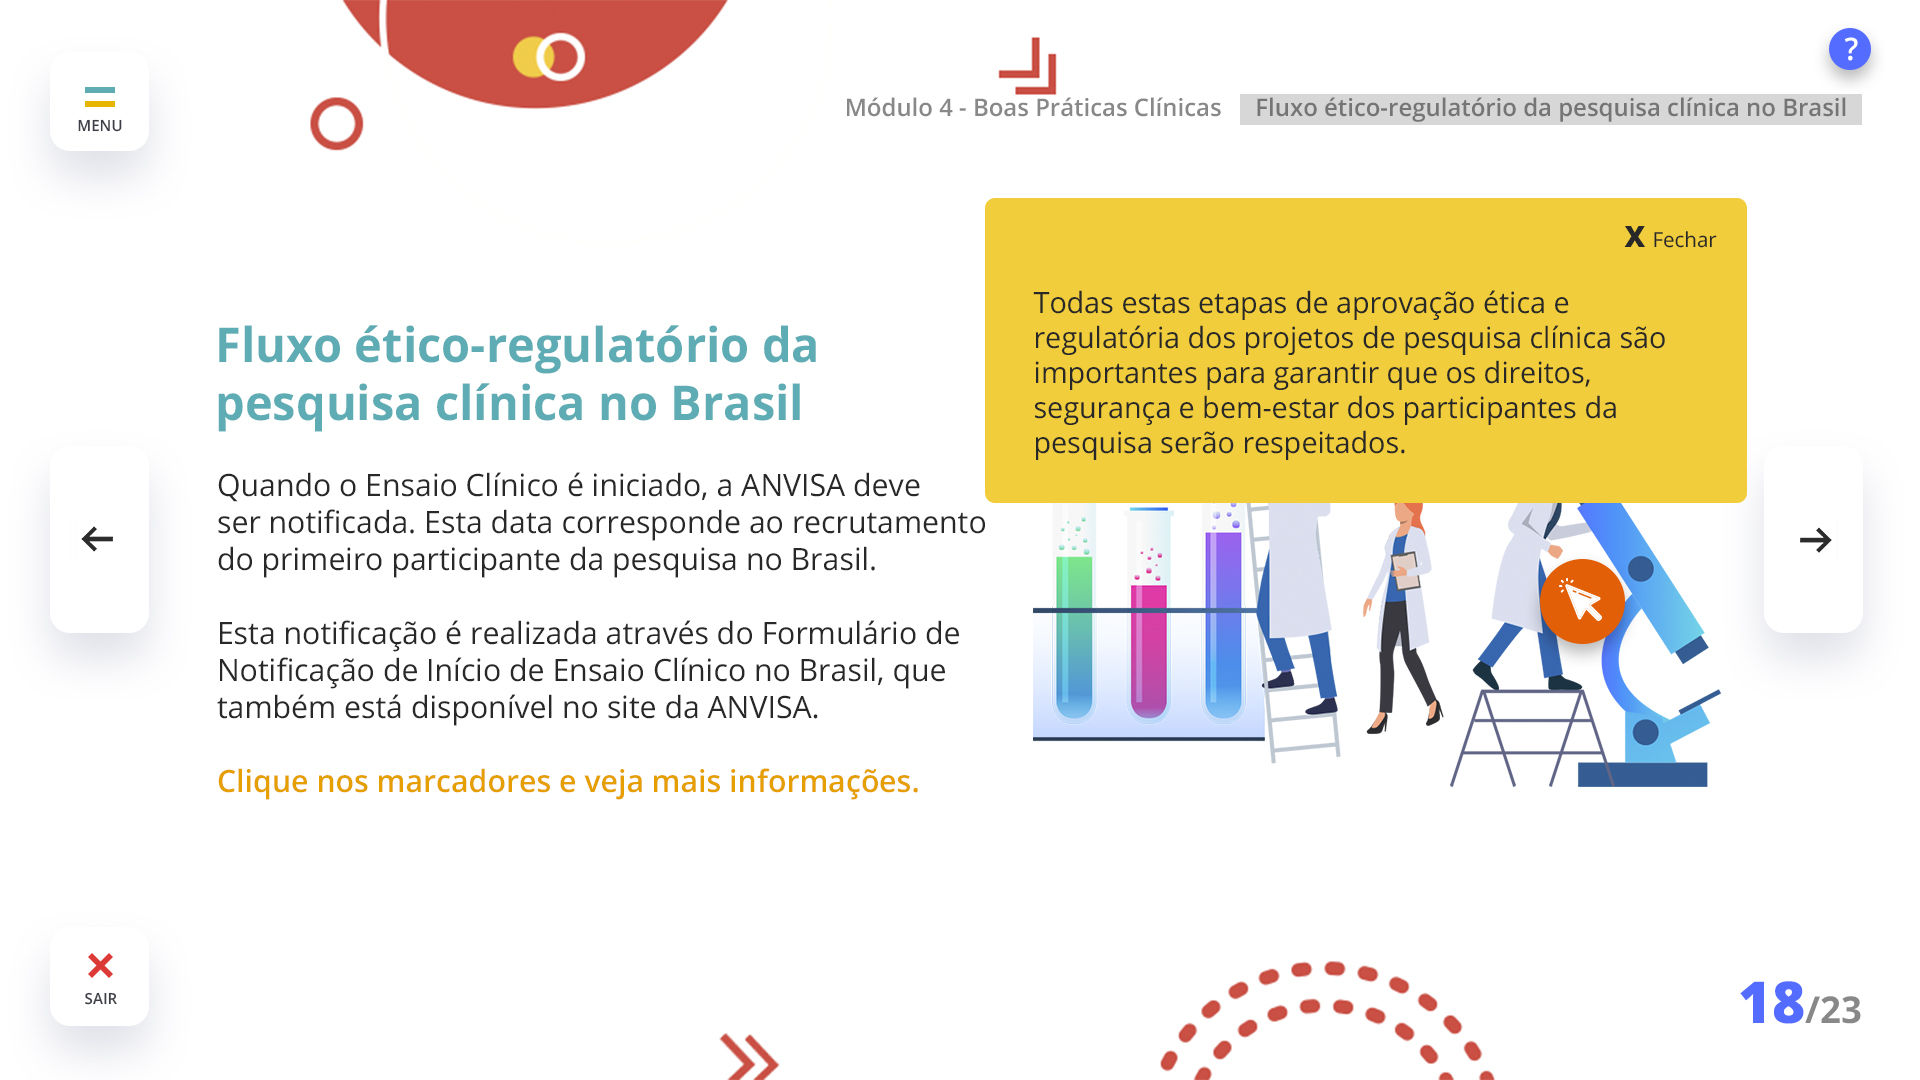 MENU
?
Módulo 4 - Boas Práticas Clínicas
Fluxo ético-regulatório da pesquisa clínica no Brasil
Fluxo ético-regulatório da
pesquisa clínica no Brasil
Quando o Ensaio Clínico é iniciado, a ANVISA deve
ser notificada. Esta data corresponde ao recrutamento
do primeiro participante da pesquisa no Brasil.
Esta notificação é realizada através do Formulário de
Notificação de Início de Ensaio Clínico no Brasil, que
também está disponível no site da ANVISA.
Clique nos marcadores e veja mais informações.
X Fechar
Todas estas etapas de aprovação ética e
regulatória dos projetos de pesquisa clínica são
importantes para garantir que os direitos,
segurança e bem-estar dos participantes da
pesquisa serão respeitados.
SAIR
18/23